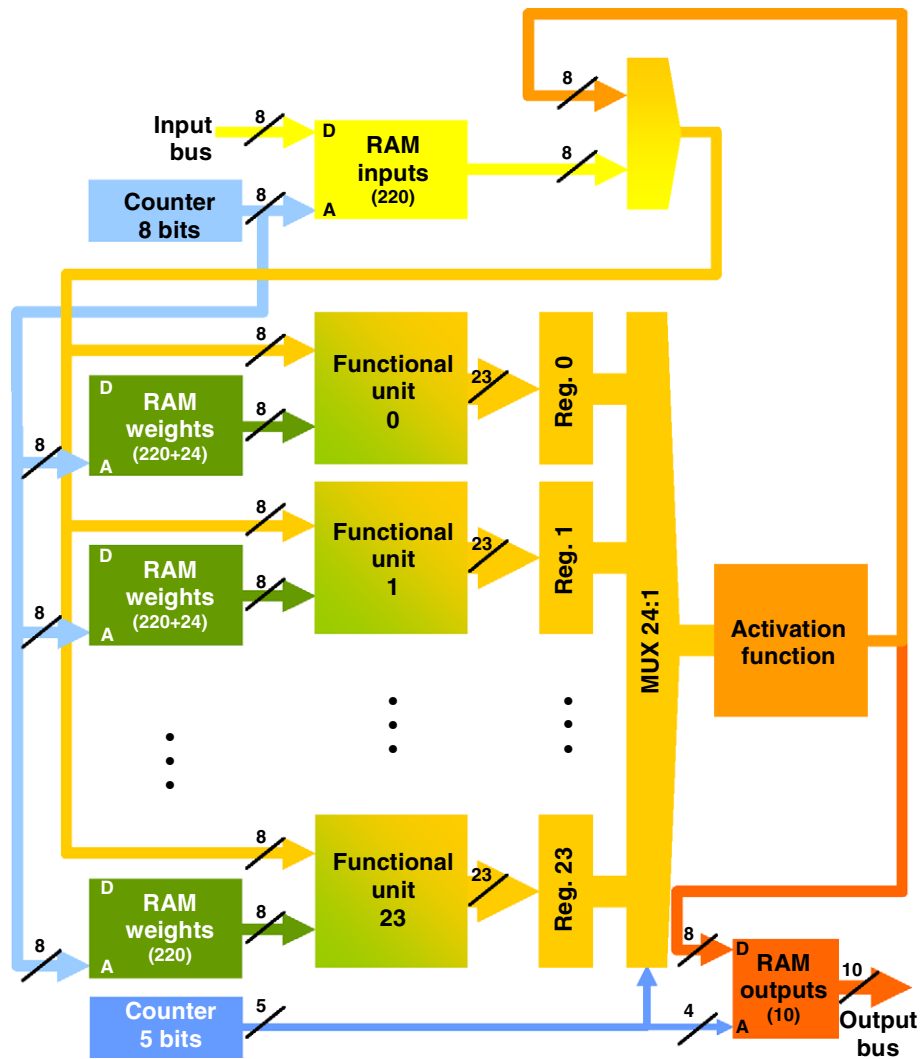 8
8
8
Input
bus
D
RAM
inputs
(220)
A
Counter
8 bits
8
8
Functional
unit
0
23
Reg. 0
D
RAM
weights
(220+24)
A
8
8
8
Functional
unit
1
23
Reg. 1
D
RAM
weights
(220+24)
A
8
8
MUX 24:1
Activation
function
8
Functional
unit
23
23
Reg. 23
D
RAM
weights
(220)
A
8
8
Counter
5 bits
5
4
8
D
RAM
outputs
(10)
A
10
Output
bus